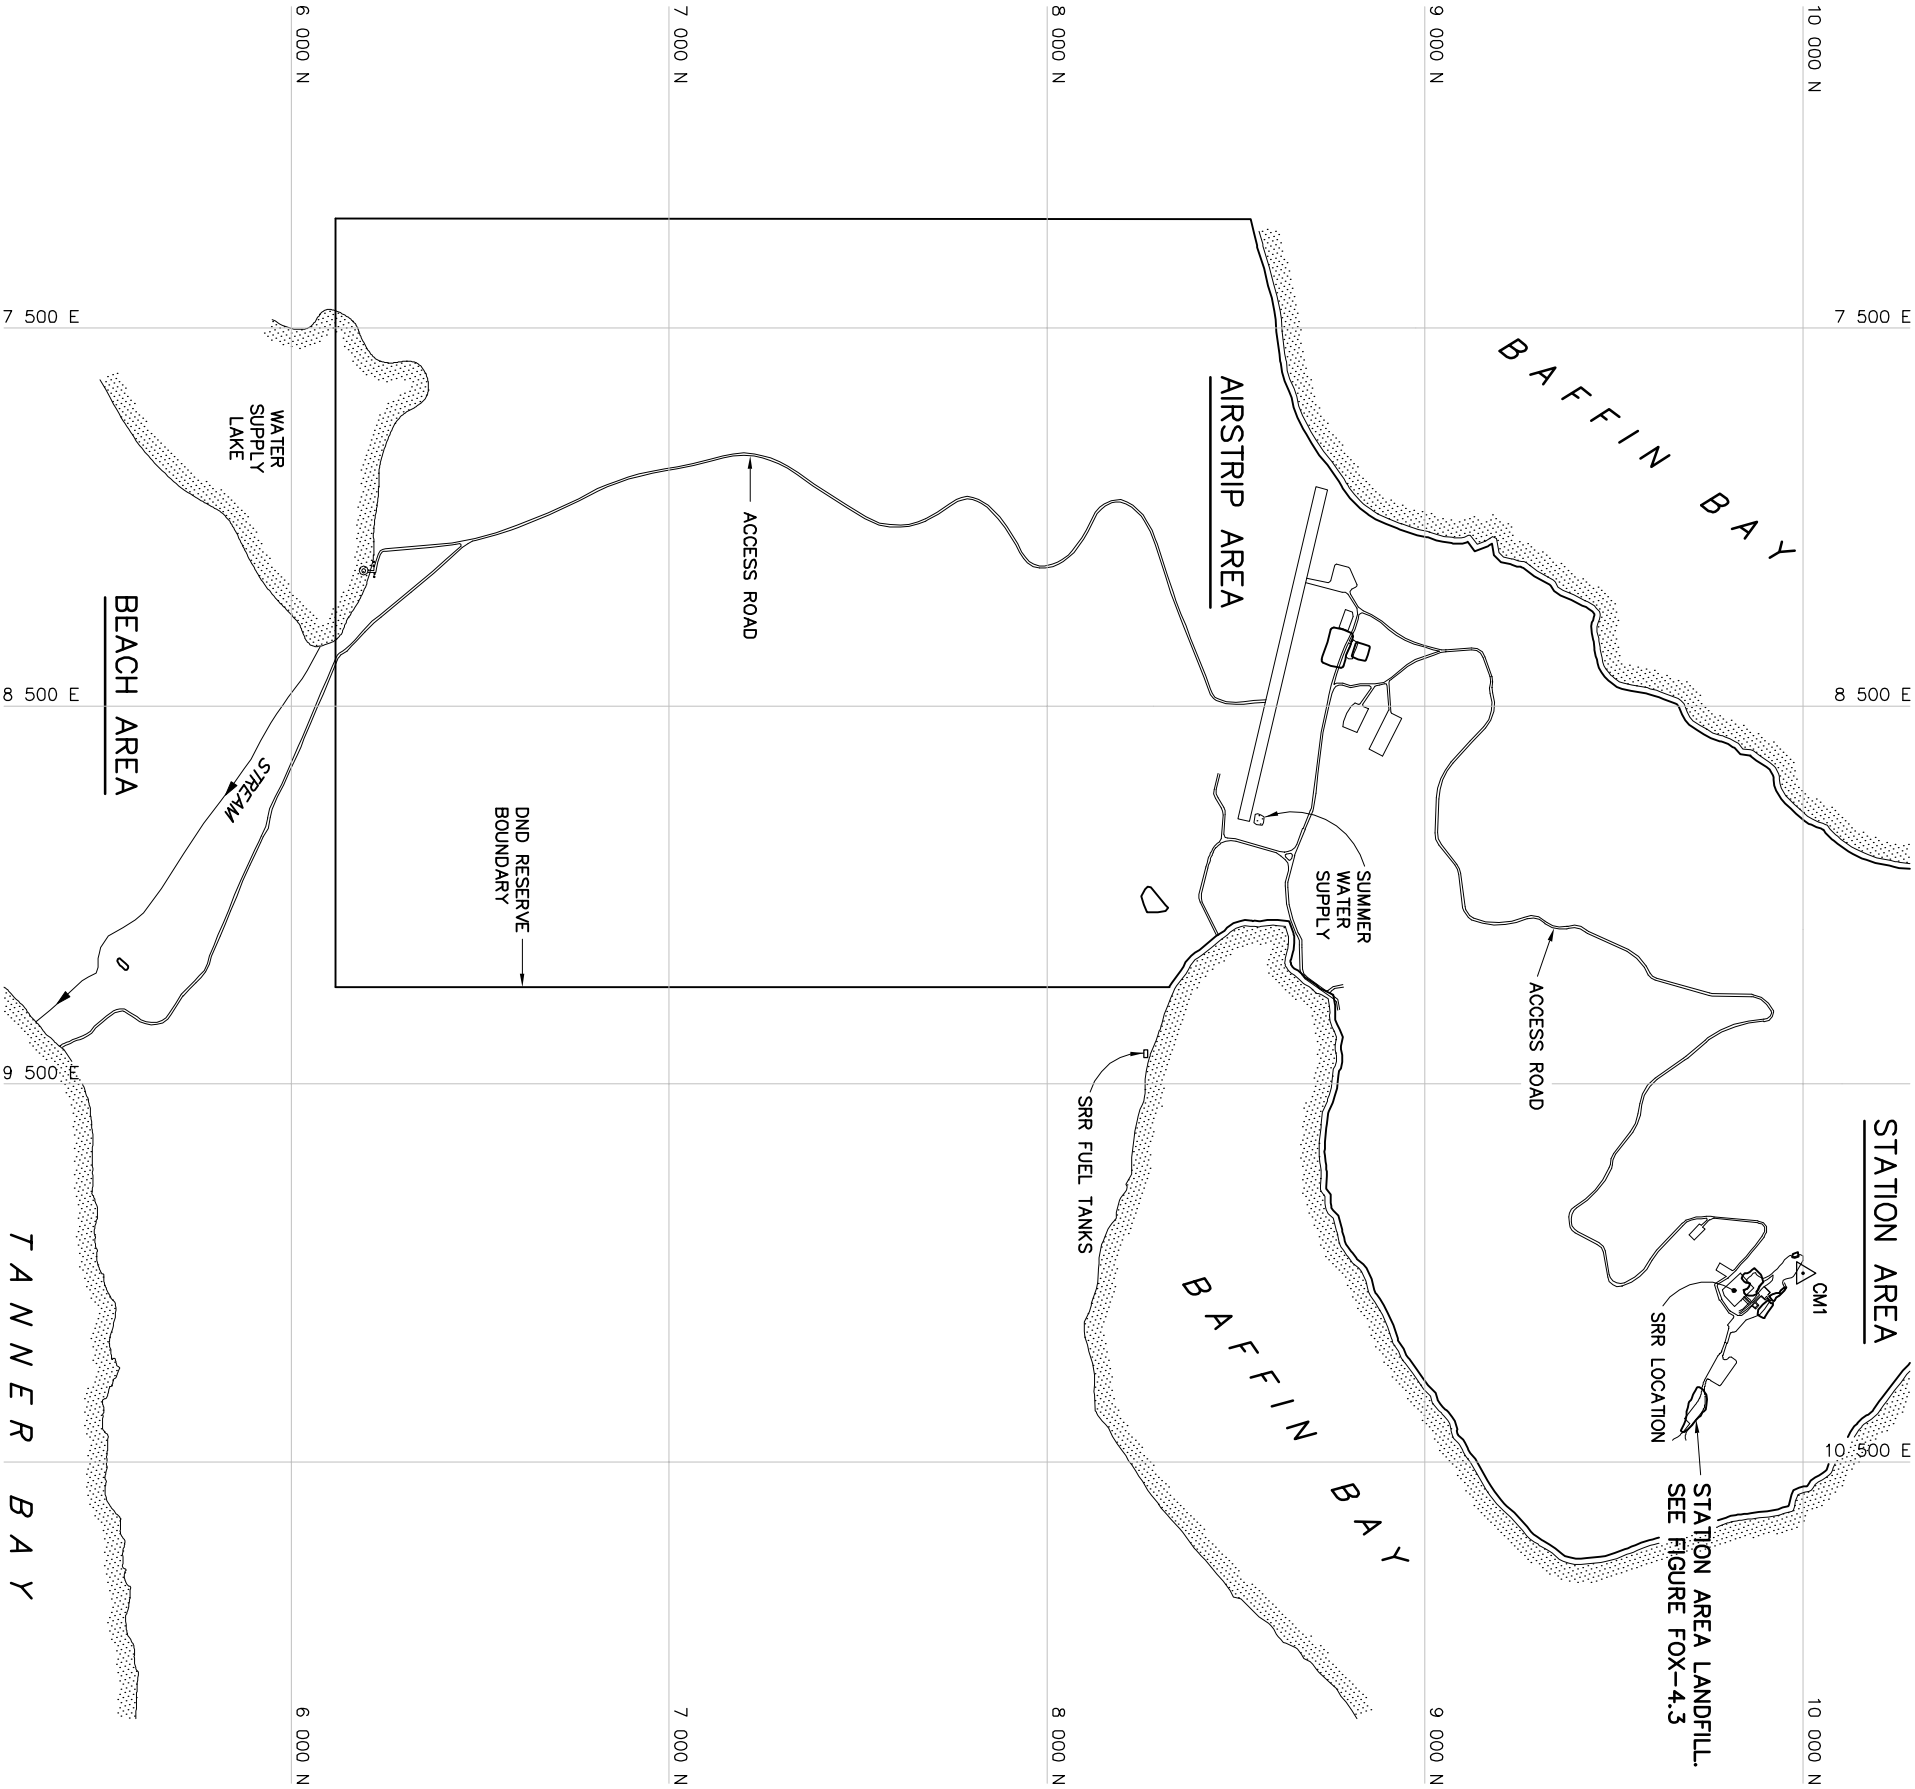 6 000 N
7 000 N
8 000 N
9 000 N
10 000 N
7 500 E
7 500 E
BAFFIN BAY
AIRSTRIP AREA
WATER
SUPPLY
LAKE
ACCESS ROAD
BEACH AREA
8 500 E
8 500 E
STREAM
DND RESERVE
BOUNDARY
SUMMER
WATER
SUPPLY
ACCESS ROAD
9 500 E
SRR FUEL TANKS
STATION AREA
CM1
SRR LOCATION
TANNER BAY
BAFFIN BAY
10 500 E
STATION AREA LANDFILL.
SEE FIGURE FOX-4.3
6 000 N
7 000 N
8 000 N
9 000 N
10 000 N